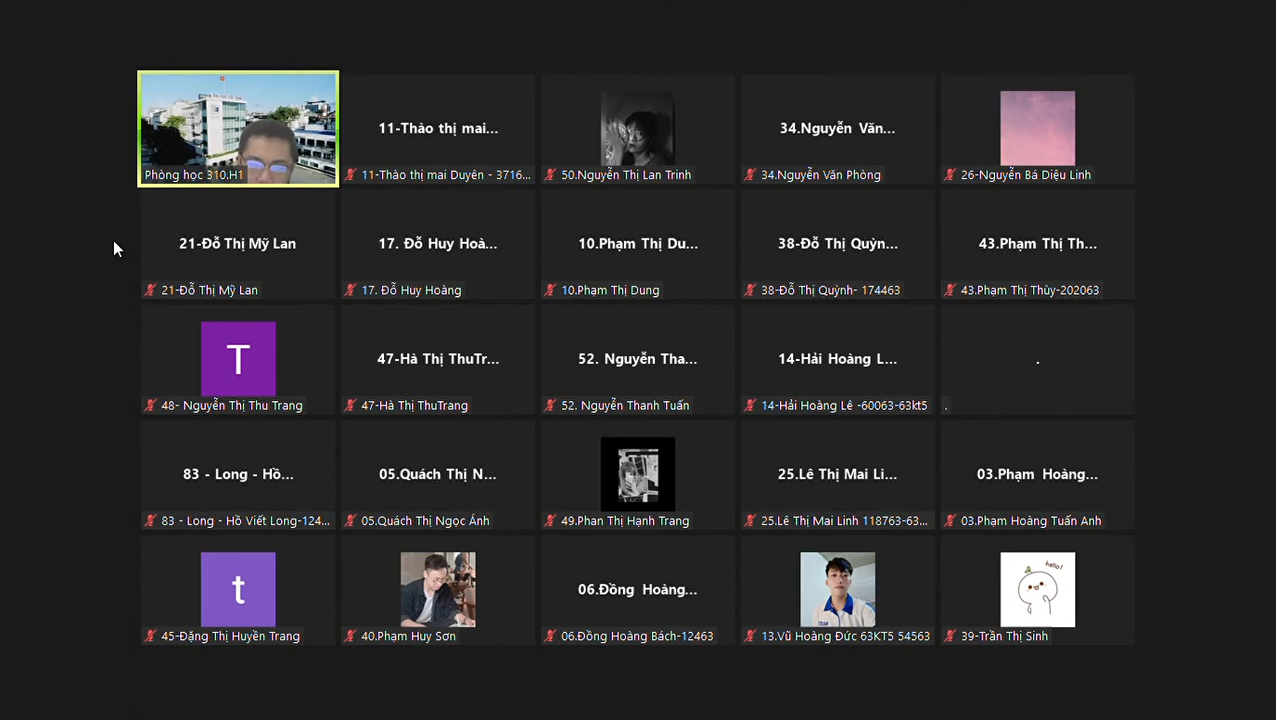 Phòng học 310.H1
11-Thào thị mai...
11-Thào thị mai Duyên - 3716...
50.Nguyễn Thị Lan Trinh
34.Nguyễn Văn...
34.Nguyễn Văn Phòng
26-Nguyễn Bá Diệu Linh
21-Đỗ Thị Mỹ Lan
21-Đỗ Thị Mỹ Lan
17. Đỗ Huy Hoà...
17. Đỗ Huy Hoàng
10.Phạm Thị Du...
10.Phạm Thị Dung
38-Đỗ Thị Quỳn...
38-Đỗ Thị Quỳnh- 174463
43.Phạm Thị Th...
43.Phạm Thị Thùy-202063
T
48- Nguyễn Thị Thu Trang
47-Hà Thị ThuTr...
47-Hà Thị ThuTrang
52. Nguyễn Tha...
52. Nguyễn Thanh Tuấn
14-Hải Hoàng L...
14-Hải Hoàng Lê -60063-63kt5
.
.
83 - Long - Hồ...
83 - Long - Hồ Viết Long-124...
05.Quách Thị N...
05.Quách Thị Ngọc Ánh
49.Phan Thị Hạnh Trang
25.Lê Thị Mai Li...
25.Lê Thị Mai Linh 118763-63...
03.Phạm Hoàng...
03.Phạm Hoàng Tuấn Anh
t
45-Đặng Thị Huyền Trang
40.Phạm Huy Sơn
06.Đồng Hoàng...
06.Đồng Hoàng Bách-12463
13.Vũ Hoàng Đức 63KT5 54563
hello!
39-Trần Thị Sinh